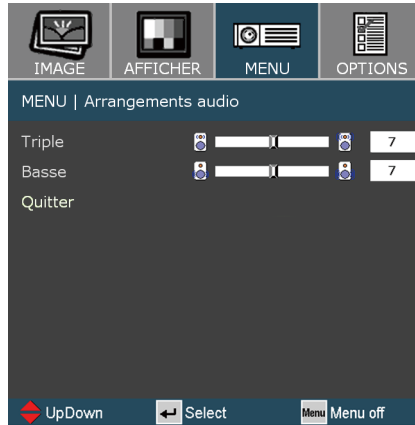 IMAGE AFFICHER MENU OPTIONS
MENU | Arrangements audio
Triple 7
Basse 7
Quitter
UpDown Select Menu Menu off